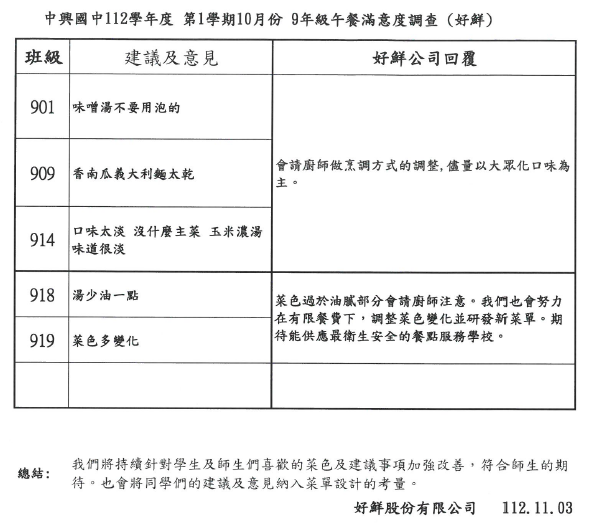 中興國中112學年度 第1學期10月份 9年級午餐滿意度調查（好鮮）
班級 建議及意見 好鮮公司回覆
901 味噌湯不要用泡的
909 香南瓜義大利麵太乾
會請廚師做烹調方式的調整,儘量以大眾化口味為
主。
914 口味太淡 沒什麼主菜 玉米濃湯
味道很淡
918 湯少油一點
919 菜色多變化
菜色過於油膩部分會請廚師注意。我們也會努力
在有限餐費下，調整菜色變化並研發新菜單。期
待能供應最衛生安全的餐點服務學校。
總結: 我們將持續針對學生及師生們喜歡的菜色及建議事項加強改善，符合師生的期
待。也會將同學們的建議及意見納入菜單設計的考量。
好鮮股份有限公司 112.11.03